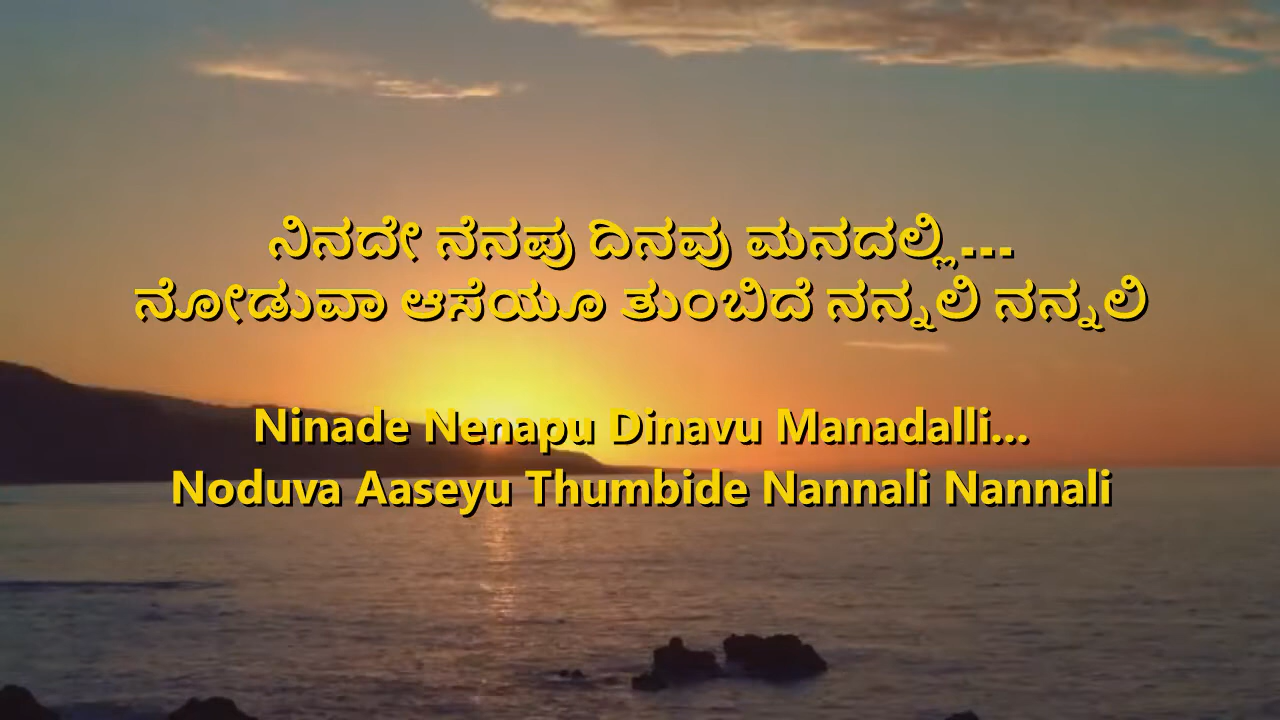 ನಿನದೇ ನೆನಪು ದಿನವು ಮನದಲ್ಲಿ...
ನೋಡುವಾ ಆಸೆಯೂ ತುಂಬಿದೆ ನನ್ನಲಿ ನನ್ನಲಿ
Ninade Nenapu Dinavu Manadalli...
Noduva Aaseyu Thumbide Nannali Nannali